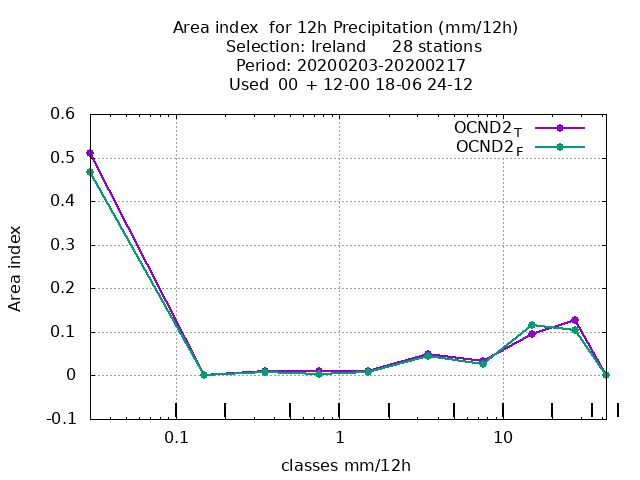 Area index  for 12h Precipitation (mm/12h)
Selection: Ireland     28 stations
Period: 20200203-20200217
Used  00 + 12-00 18-06 24-12
OCND2T
OCND2F
0.6
0.5
0.4
0.3
0.2
0.1
0
-0.1
Area index
0.1 1 10
classes mm/12h